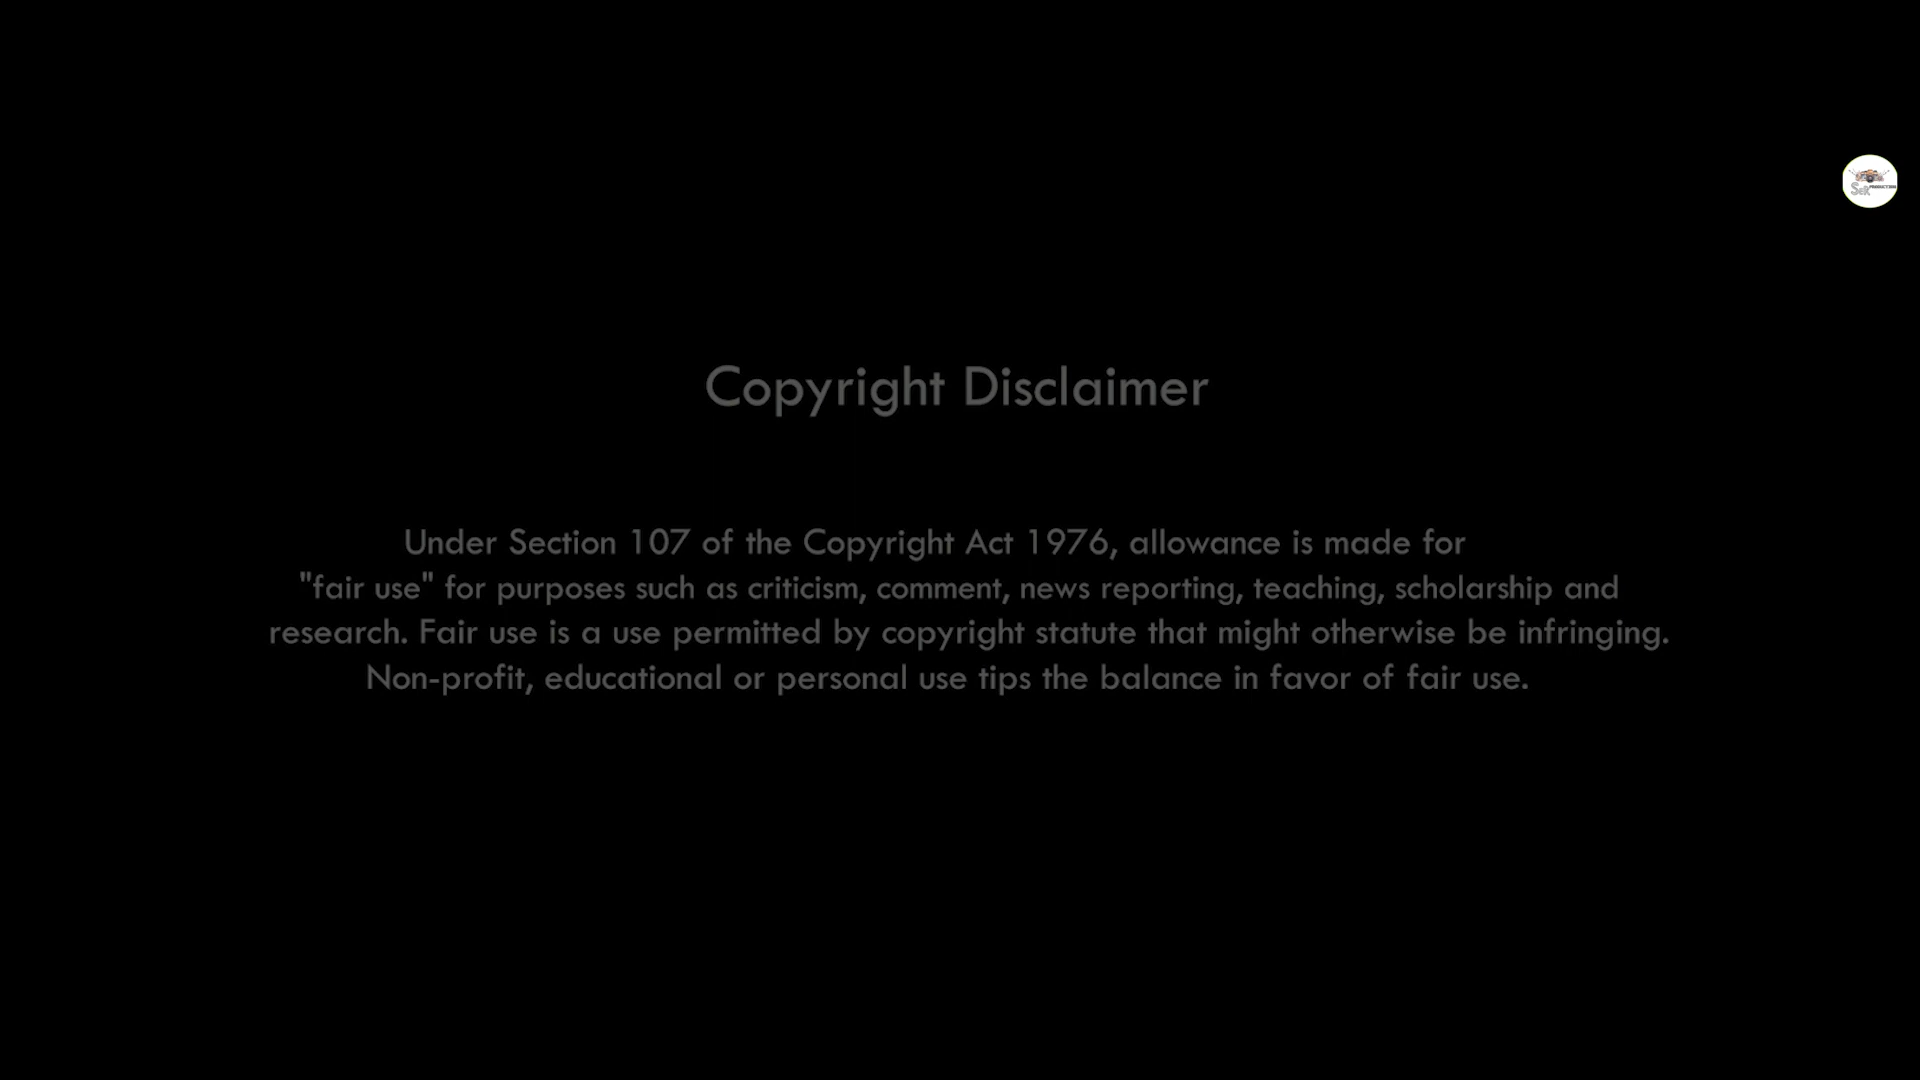 Copyright Disclaimer
Under Section 107 of the Copyright Act 1976, allowance is made for
"fair use" for purposes such as criticism, comment, news reporting, teaching, scholarship and
research. Fair use is a use permitted by copyright statute that might otherwise be infringing.
Non-profit, educational or personal use tips the balance in favor of fair use.
PRODUCTION